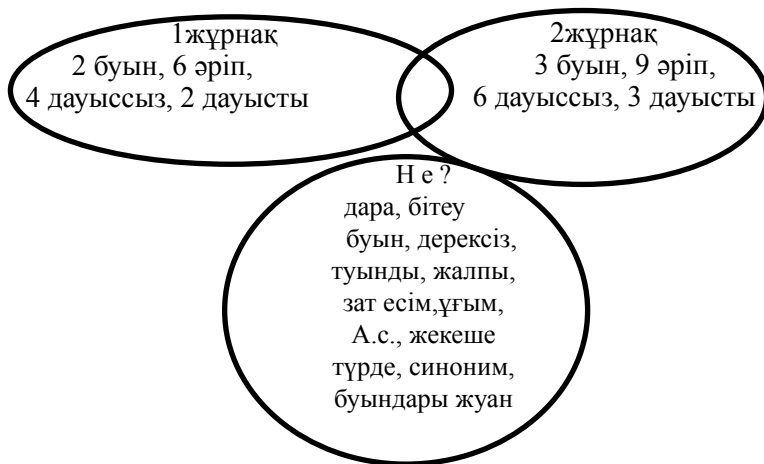 1жұрнақ
2 буын, 6 әріп,
4 дауыссыз, 2 дауысты
2жұрнақ
3 буын, 9 әріп,
6 дауыссыз, 3 дауысты
Н е ?
дара, бітеу
буын, дерексіз,
туынды, жалпы,
зат есім,ұғым,
А.с., жекеше
түрде, синоним,
буындары жуан